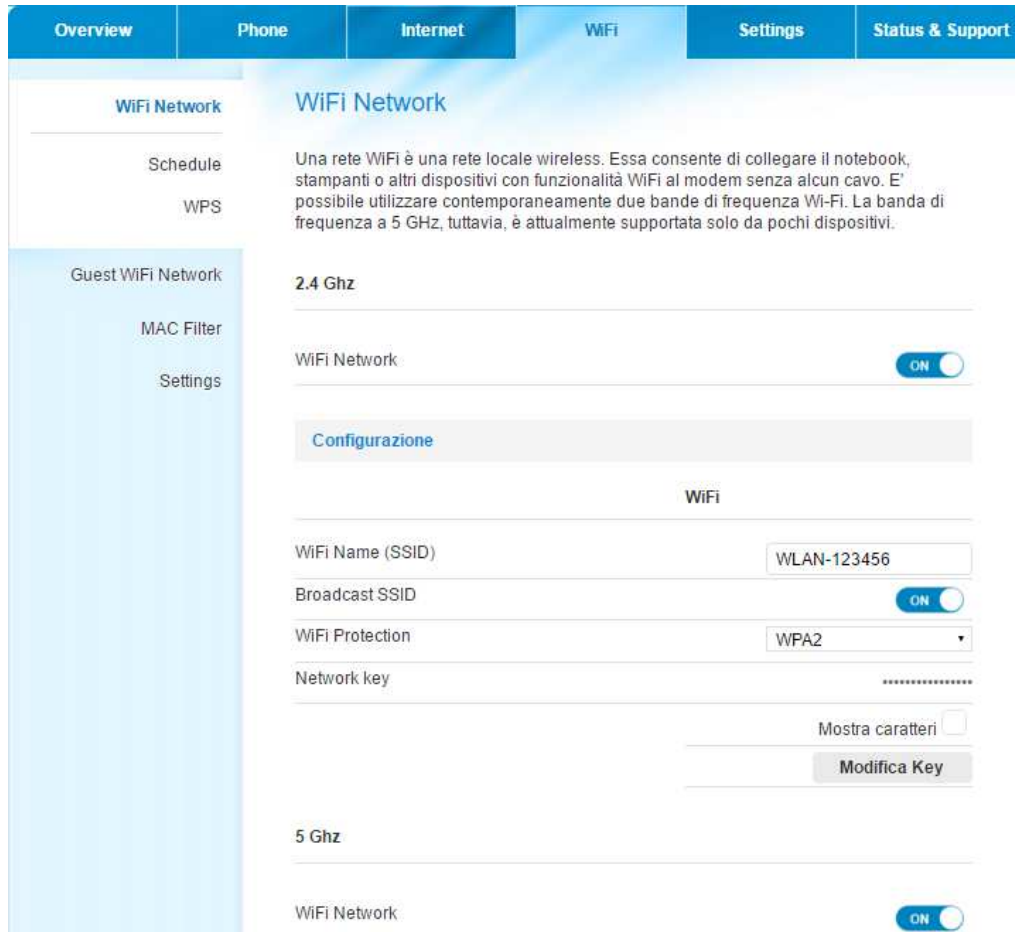 Overview Phone Internet WiFi Settings Status & Support
WiFi Network
Schedule
WPS
Guest WiFi Network
MAC Filter
Settings
WiFi Network
Una rete WiFi è una rete locale wireless. Essa consente di collegare il notebook,
stampanti o altri dispositivi con funzionalità WiFi al modem senza alcun cavo. E'
possibile utilizzare contemporaneamente due bande di frequenza Wi-Fi. La banda di
frequenza a 5 GHz, tuttavia, è attualmente supportata solo da pochi dispositivi.
2.4 Ghz
WiFi Network ON
Configurazione
WiFi
WiFi Name (SSID) WLAN-123456
Broadcast SSID ON
WiFi Protection WPA2
Network key ••••••••••••••••
Mostra caratteri
Modifica Key
5 Ghz
WiFi Network ON